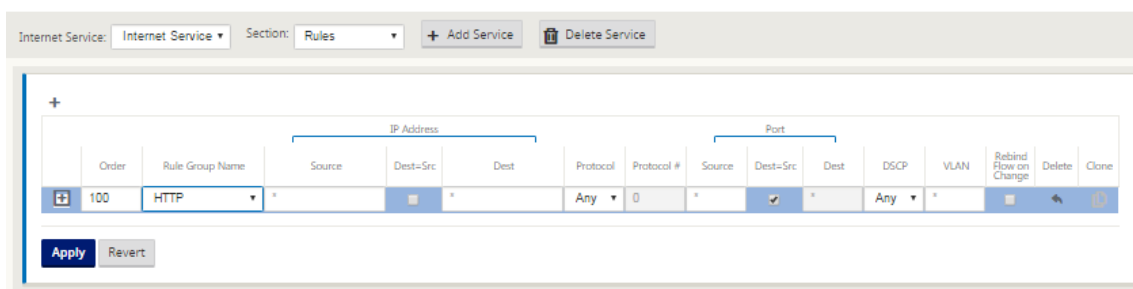 Internet Service: Internet Service Section: Rules + Add Service Delete Service
+
IP Address Port
Order Rule Group Name Source Dest=Src Dest Protocol Protocol # Source Dest=Src Dest DSCP VLAN Rebind Flow on Change Delete Clone
100 HTTP * * Any 0 * * Any *
Apply Revert